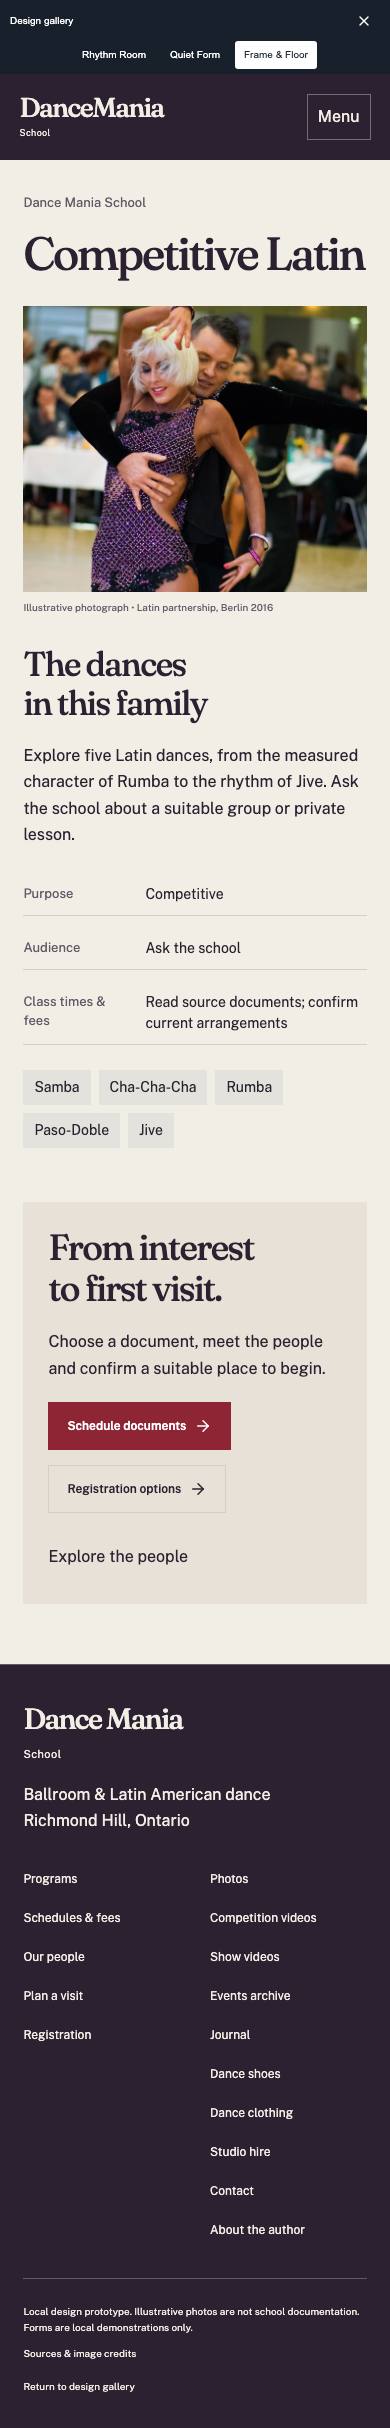 Design gallery
Rhythm Room Quiet Form Frame & Floor
DanceMania
School
Menu
Dance Mania School
Competitive Latin
Illustrative photograph • Latin partnership, Berlin 2016
The dances
in this family
Explore five Latin dances, from the measured
character of Rumba to the rhythm of Jive. Ask
the school about a suitable group or private
lesson.
Purpose Competitive
Audience Ask the school
Class times & Read source documents; confirm
fees current arrangements
Samba Cha-Cha-Cha Rumba
Paso-Doble Jive
From interest
to first visit.
Choose a document, meet the people
and confirm a suitable place to begin.
Schedule documents
Registration options
Explore the people
Dance Mania
School
Ballroom & Latin American dance
Richmond Hill, Ontario
Programs Photos
Schedules & fees Competition videos
Our people Show videos
Plan a visit Events archive
Registration Journal
Dance shoes
Dance clothing
Studio hire
Contact
About the author
Local design prototype. Illustrative photos are not school documentation.
Forms are local demonstrations only.
Sources & image credits
Return to design gallery